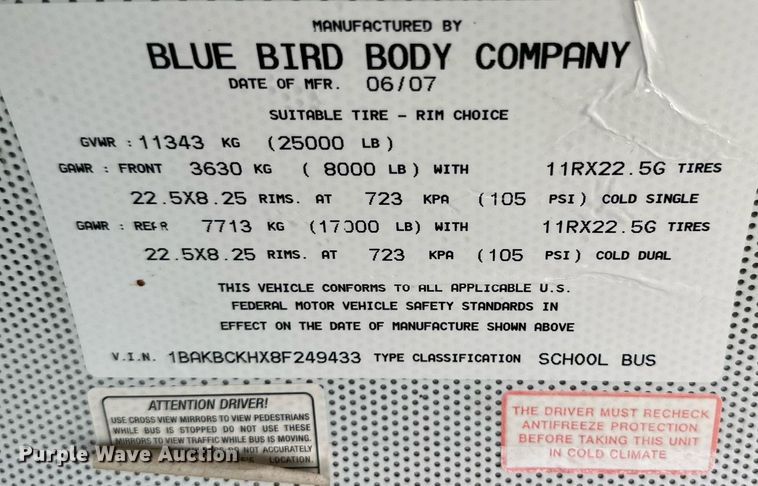 MANUFACTURED BY
BLUE BIRD BODY COMPANY
DATE OF MFR. 06/07
SUITABLE TIRE - RIM CHOICE
GVWR : 11343 KG (25000 LB)
GAWR : FRONT 3630 KG ( 8000 LB) WITH 11RX22.5G TIRES
22.5X8.25 RIMS. AT 723 KPA (105 PSI) COLD SINGLE
GAWR : REAR 7713 KG (17000 LB) WITH 11RX22.5G TIRES
22.5X8.25 RIMS. AT 723 KPA (105 PSI) COLD DUAL
THIS VEHICLE CONFORMS TO ALL APPLICABLE U.S.
FEDERAL MOTOR VEHICLE SAFETY STANDARDS IN
EFFECT ON THE DATE OF MANUFACTURE SHOWN ABOVE
V.I.N. 1BAKBCKHX8F249433 TYPE CLASSIFICATION SCHOOL BUS
ATTENTION DRIVER!
USE CROSS VIEW MIRRORS TO VIEW PEDESTRIANS
WHILE BUS IS STOPPED DO NOT USE THESE
MIRRORS TO VIEW TRAFFIC WHILE BUS IS MOVING.
NOT ACCURATELY
LOCATION.
THE DRIVER MUST RECHECK
ANTIFREEZE PROTECTION
BEFORE TAKING THIS UNIT
IN COLD CLIMATE
Purple Wave Auction